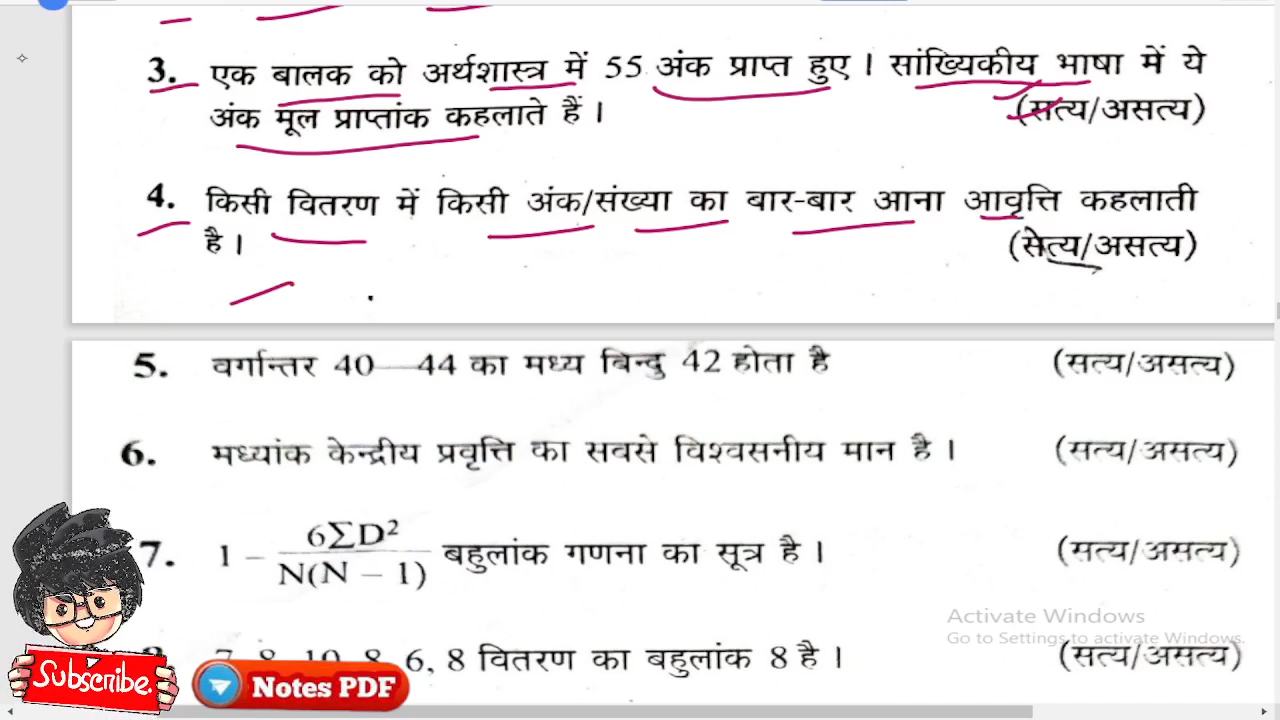 3. एक बालक को अर्थशास्त्र में 55 अंक प्राप्त हुए । सांख्यिकीय भाषा में ये
अंक मूल प्राप्तांक कहलाते हैं । (सत्य/असत्य)
4. किसी वितरण में किसी अंक/संख्या का बार-बार आना आवृत्ति कहलाती
है । (सत्य/असत्य)
5. वर्गान्तर 40—44 का मध्य बिन्दु 42 होता है (सत्य/असत्य)
6. मध्यांक केन्द्रीय प्रवृत्ति का सबसे विश्वसनीय मान है । (सत्य/असत्य)
7. 1 – 6ΣD²/N(N – 1) बहुलांक गणना का सूत्र है । (सत्य/असत्य)
Activate Windows
Go to Settings to activate Windows.
8, 6, 8 वितरण का बहुलांक 8 है । (सत्य/असत्य)
Subscribe
Notes PDF